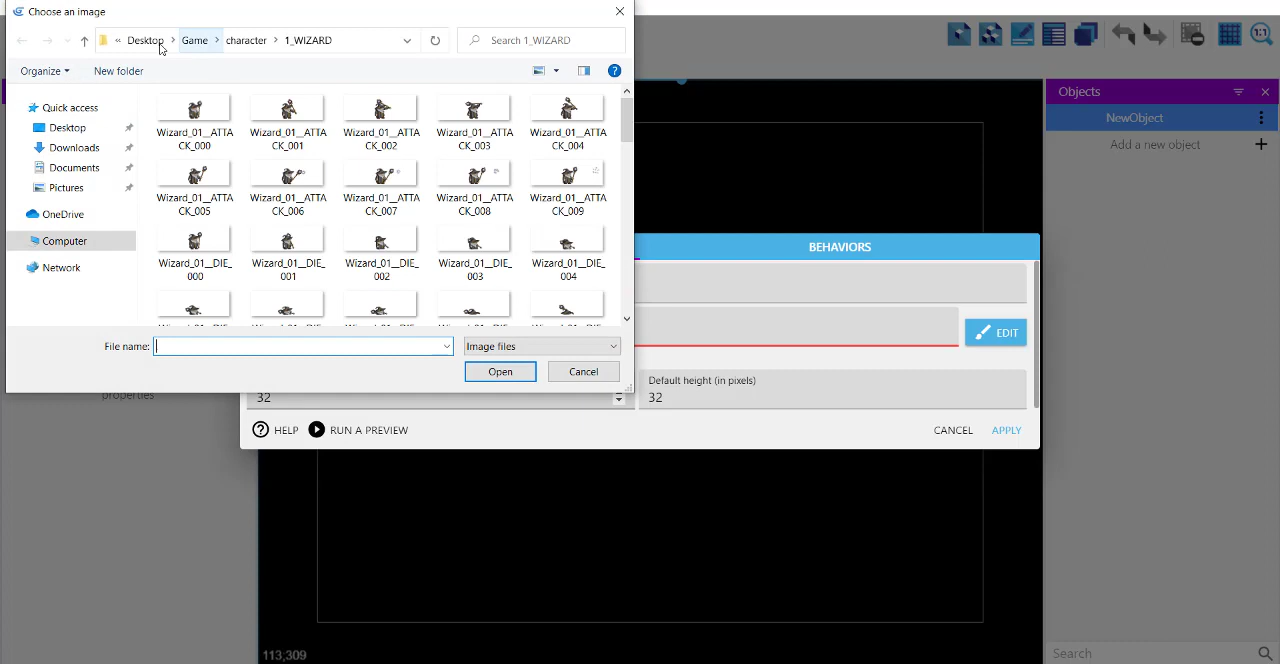 Choose an image
« Desktop > Game > character > 1_WIZARD
Search 1_WIZARD
Organize
New folder
Quick access
Desktop
Downloads
Documents
Pictures
OneDrive
Computer
Network
Wizard_01__ATTA
CK_000
Wizard_01__ATTA
CK_001
Wizard_01__ATTA
CK_002
Wizard_01__ATTA
CK_003
Wizard_01__ATTA
CK_004
Wizard_01__ATTA
CK_005
Wizard_01__ATTA
CK_006
Wizard_01__ATTA
CK_007
Wizard_01__ATTA
CK_008
Wizard_01__ATTA
CK_009
Wizard_01__DIE_
000
Wizard_01__DIE_
001
Wizard_01__DIE_
002
Wizard_01__DIE_
003
Wizard_01__DIE_
004
File name:
Image files
Open
Cancel
properties
BEHAVIORS
EDIT
32
Default height (in pixels)
32
HELP
RUN A PREVIEW
CANCEL
APPLY
1:1
Objects
NewObject
Add a new object
113;309
Search